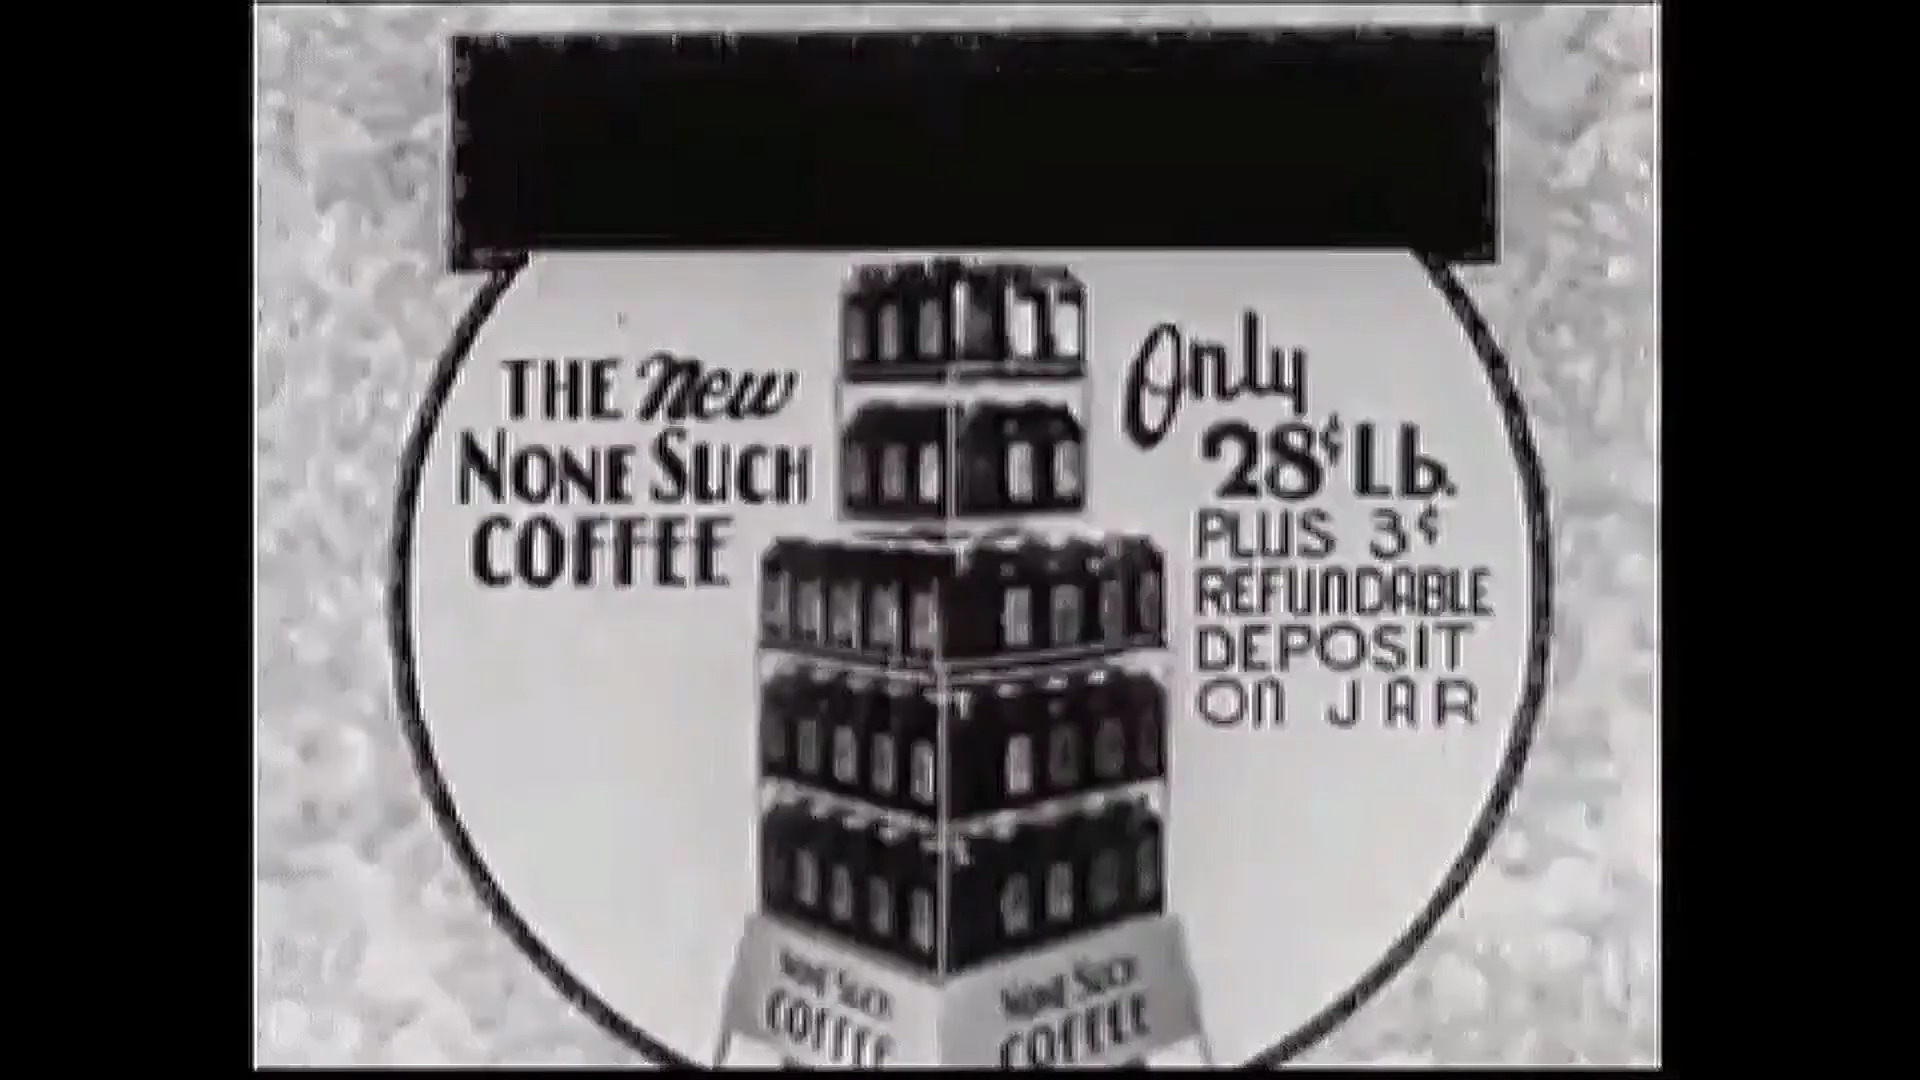 THE New
NONE SUCH
COFFEE
Only
28¢ Lb.
PLUS 3¢
REFUNDABLE
DEPOSIT
ON JAR
NONE SUCH
COFFEE
NONE SUCH
COFFEE